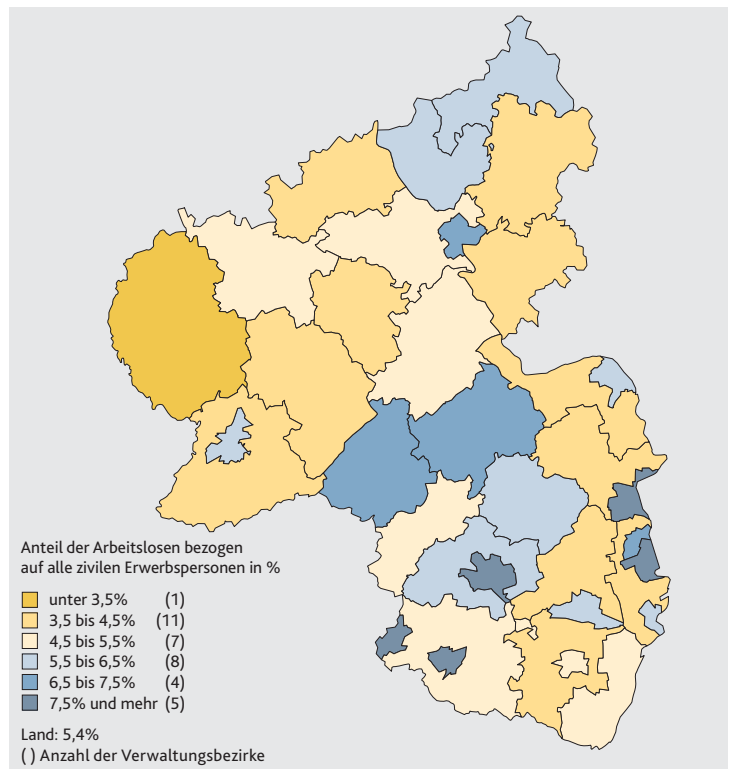 Anteil der Arbeitslosen bezogen
auf alle zivilen Erwerbspersonen in %
unter 3,5% (1)
3,5 bis 4,5% (11)
4,5 bis 5,5% (7)
5,5 bis 6,5% (8)
6,5 bis 7,5% (4)
7,5% und mehr (5)
Land: 5,4%
( ) Anzahl der Verwaltungsbezirke